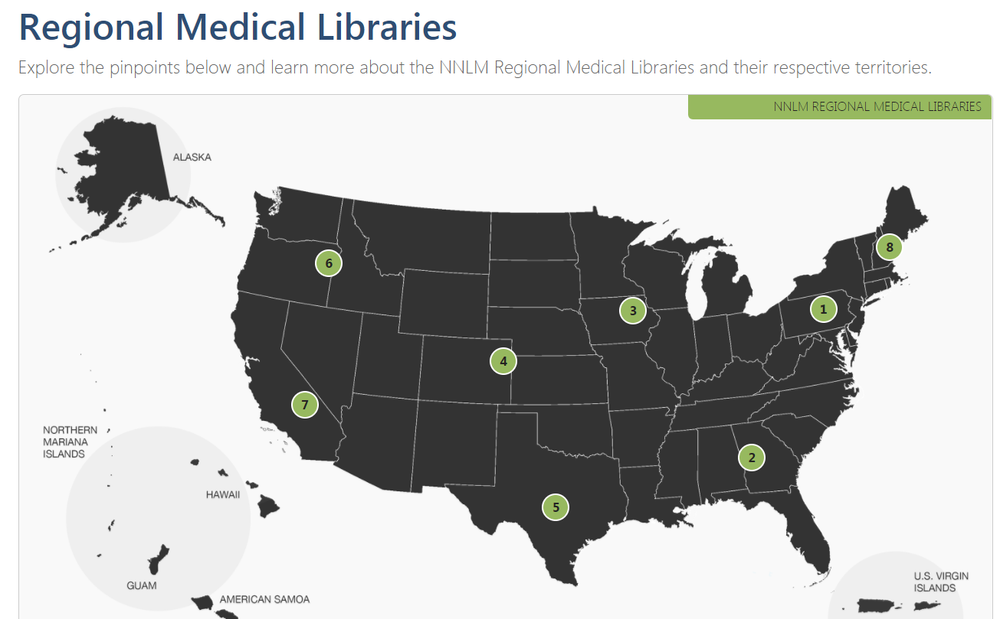 Regional Medical Libraries
Explore the pinpoints below and learn more about the NNLM Regional Medical Libraries and their respective territories.
NNLM REGIONAL MEDICAL LIBRARIES
ALASKA
8
6
1
3
4
7
NORTHERN
MARIANA
ISLANDS
2
HAWAII
5
U.S. VIRGIN
ISLANDS
GUAM
AMERICAN SAMOA